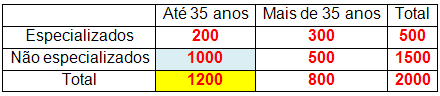 Até 35 anos Mais de 35 anos Total
Especializados 200 300 500
Não especializados 1000 500 1500
Total 1200 800 2000